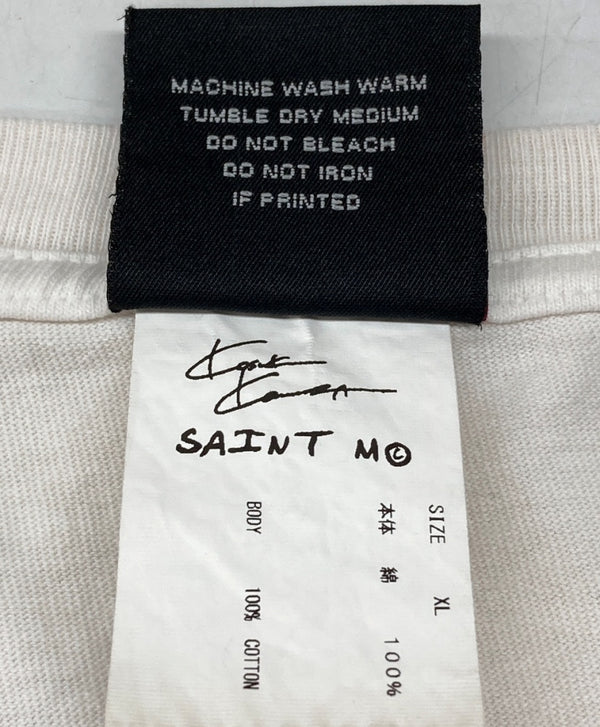 MACHINE WASH WARM
TUMBLE DRY MEDIUM
DO NOT BLEACH
DO NOT IRON
IF PRINTED
SAINT M©
SIZE XL
本体 綿 100%
BODY 100% COTTON